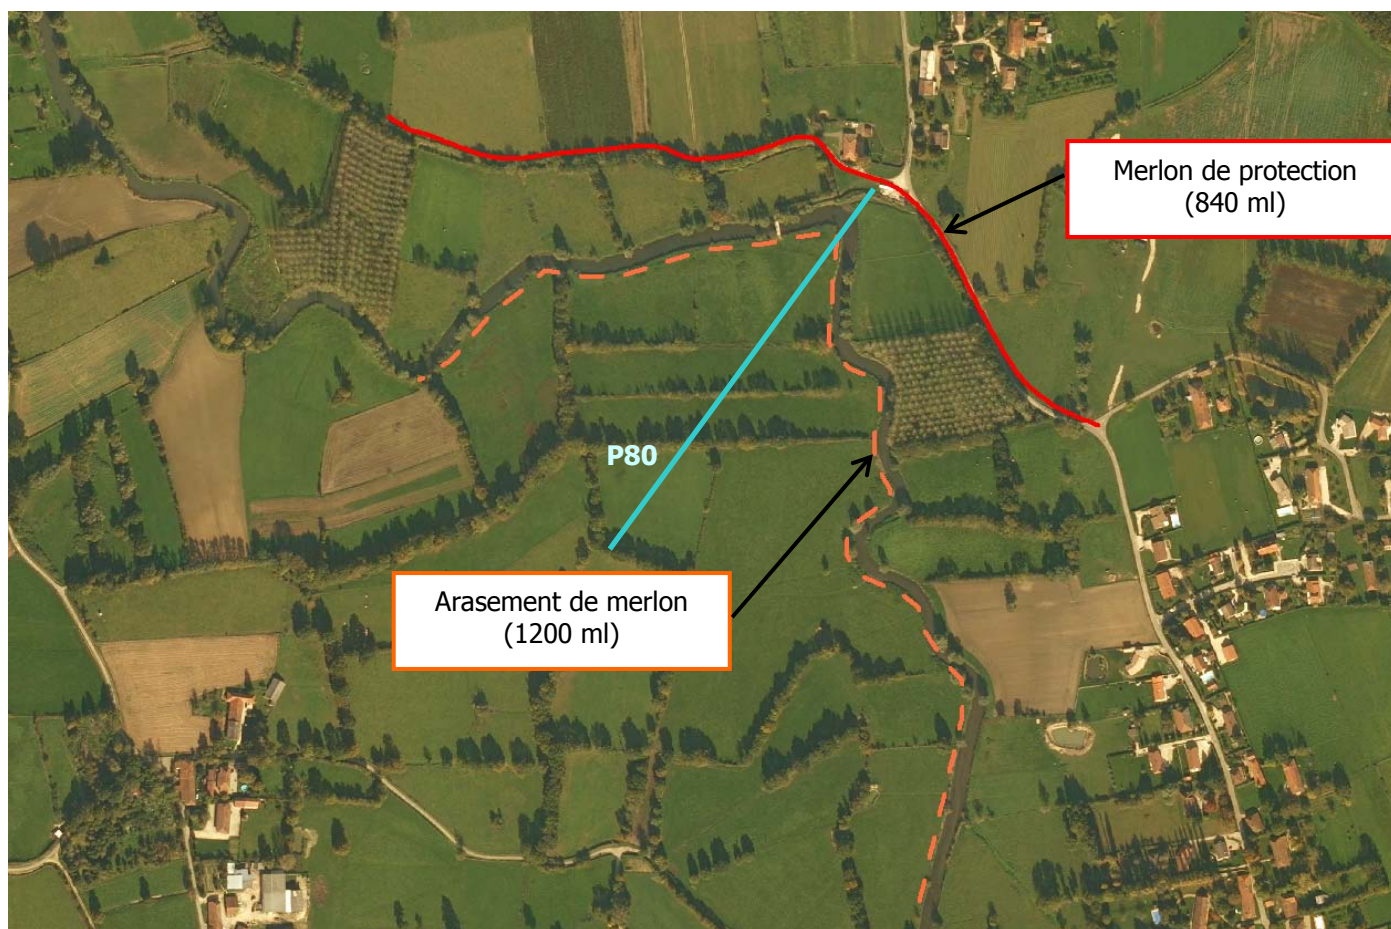 Merlon de protection
(840 ml)
P80
Arasement de merlon
(1200 ml)